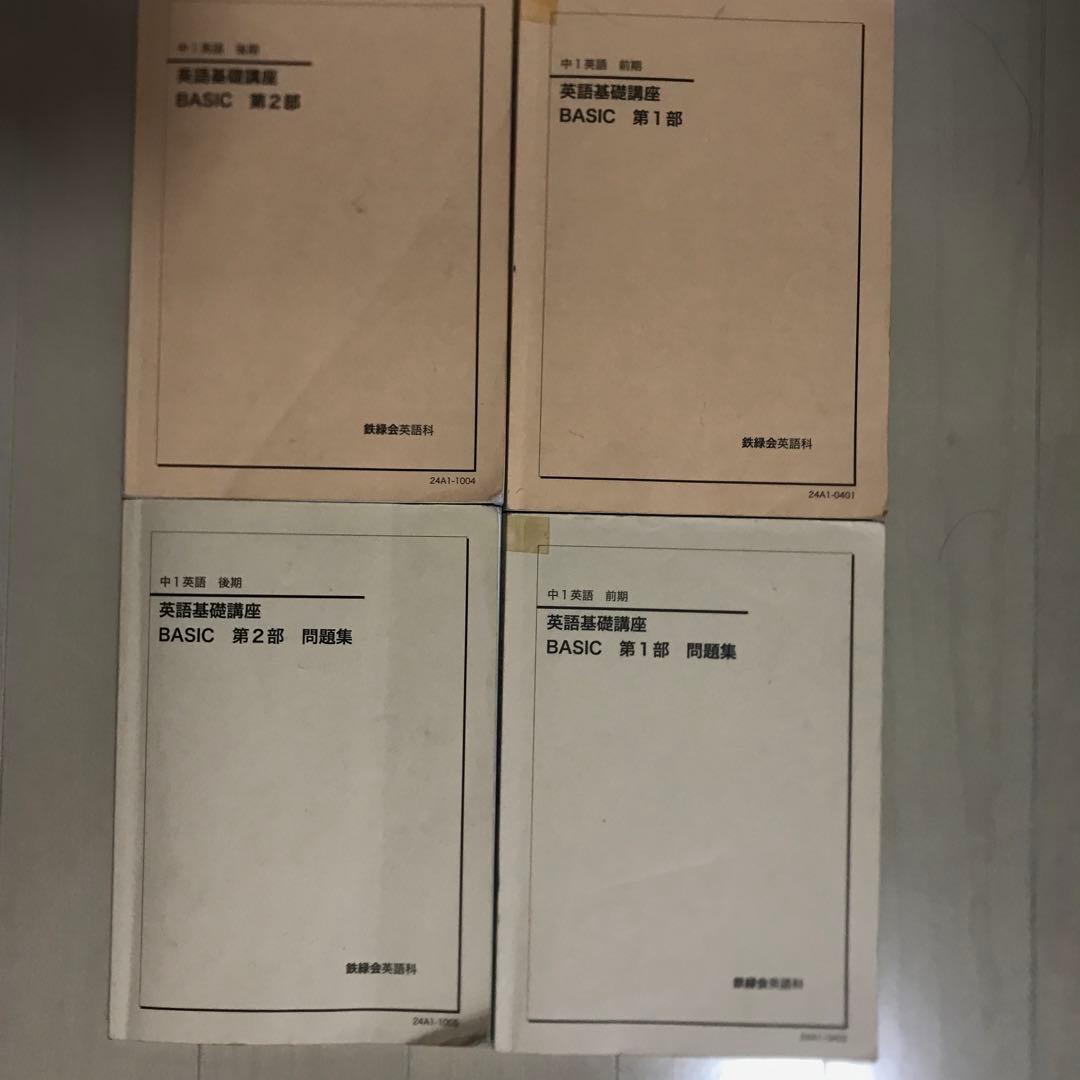 中1英語 後期
英語基礎講座
BASIC 第2部
鉄緑会英語科
24A1-1004
中1英語 前期
英語基礎講座
BASIC 第1部
鉄緑会英語科
24A1-0401
中1英語 後期
英語基礎講座
BASIC 第2部 問題集
鉄緑会英語科
24A1-1005
中1英語 前期
英語基礎講座
BASIC 第1部 問題集
鉄緑会英語科